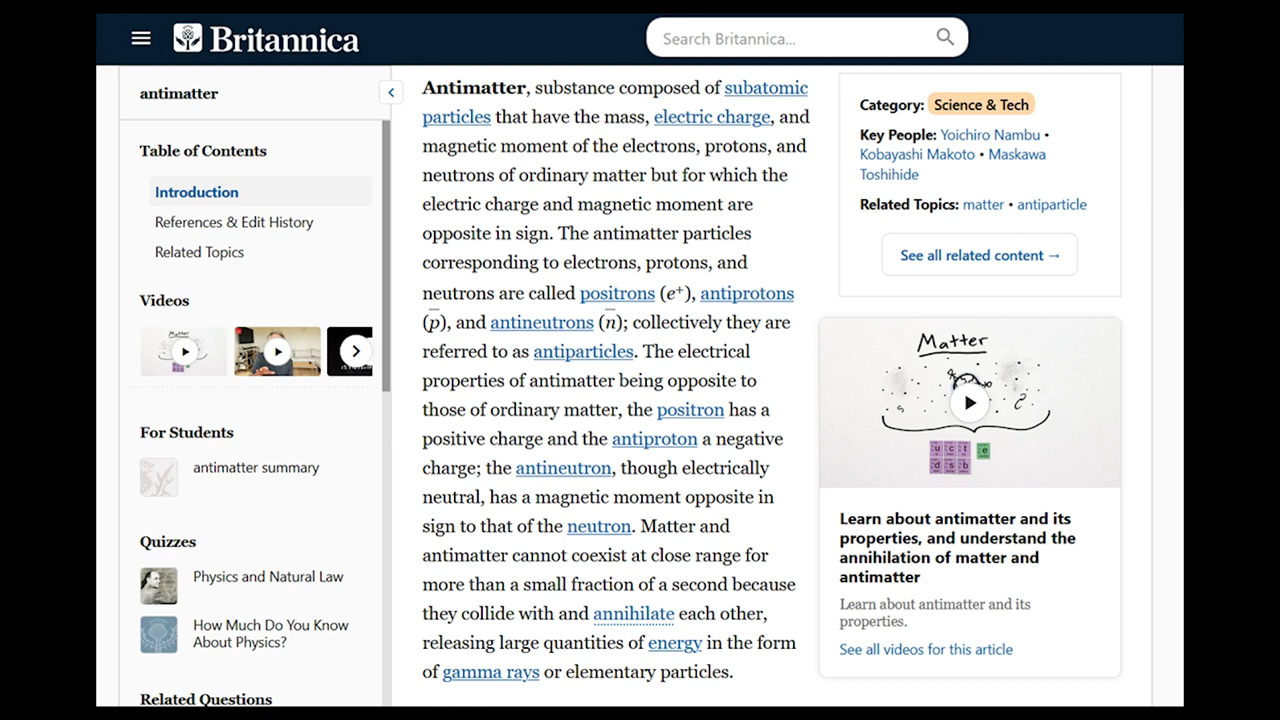 Britannica
Search Britannica...
antimatter
Table of Contents
Introduction
References & Edit History
Related Topics
Videos
For Students
antimatter summary
Quizzes
Physics and Natural Law
How Much Do You Know
About Physics?
Related Questions
Antimatter, substance composed of subatomic
particles that have the mass, electric charge, and
magnetic moment of the electrons, protons, and
neutrons of ordinary matter but for which the
electric charge and magnetic moment are
opposite in sign. The antimatter particles
corresponding to electrons, protons, and
neutrons are called positrons (e⁺), antiprotons
(p̅), and antineutrons (n̅); collectively they are
referred to as antiparticles. The electrical
properties of antimatter being opposite to
those of ordinary matter, the positron has a
positive charge and the antiproton a negative
charge; the antineutron, though electrically
neutral, has a magnetic moment opposite in
sign to that of the neutron. Matter and
antimatter cannot coexist at close range for
more than a small fraction of a second because
they collide with and annihilate each other,
releasing large quantities of energy in the form
of gamma rays or elementary particles.
Category: Science & Tech
Key People: Yoichiro Nambu •
Kobayashi Makoto • Maskawa
Toshihide
Related Topics: matter • antiparticle
See all related content →
Matter
u c t e
d s b
Learn about antimatter and its
properties, and understand the
annihilation of matter and
antimatter
Learn about antimatter and its
properties.
See all videos for this article